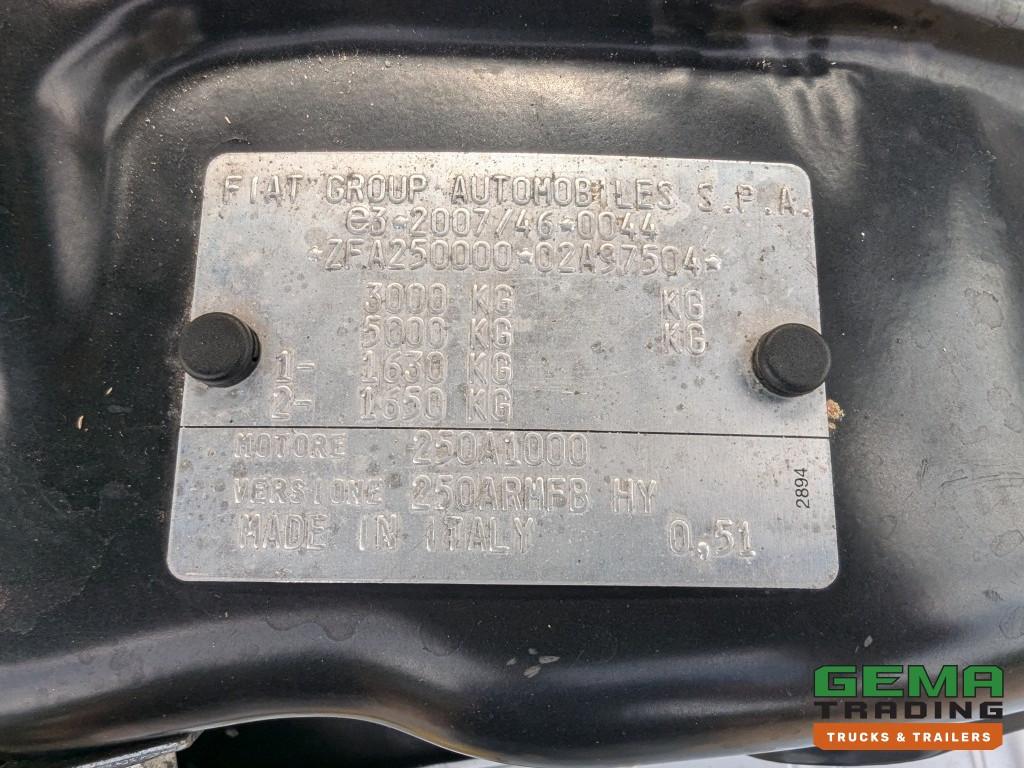 FIAT GROUP AUTOMOBILES S.P.A.
e3*2007/46*0044
*ZFA250000*02A97504*
3000 KG KG
5000 KG KG
1- 1630 KG
2- 1650 KG
MOTORE 250A1000
VERSIONE 250ARMFB HY
MADE IN ITALY 0,51
2894
GEMA
TRADING
TRUCKS & TRAILERS